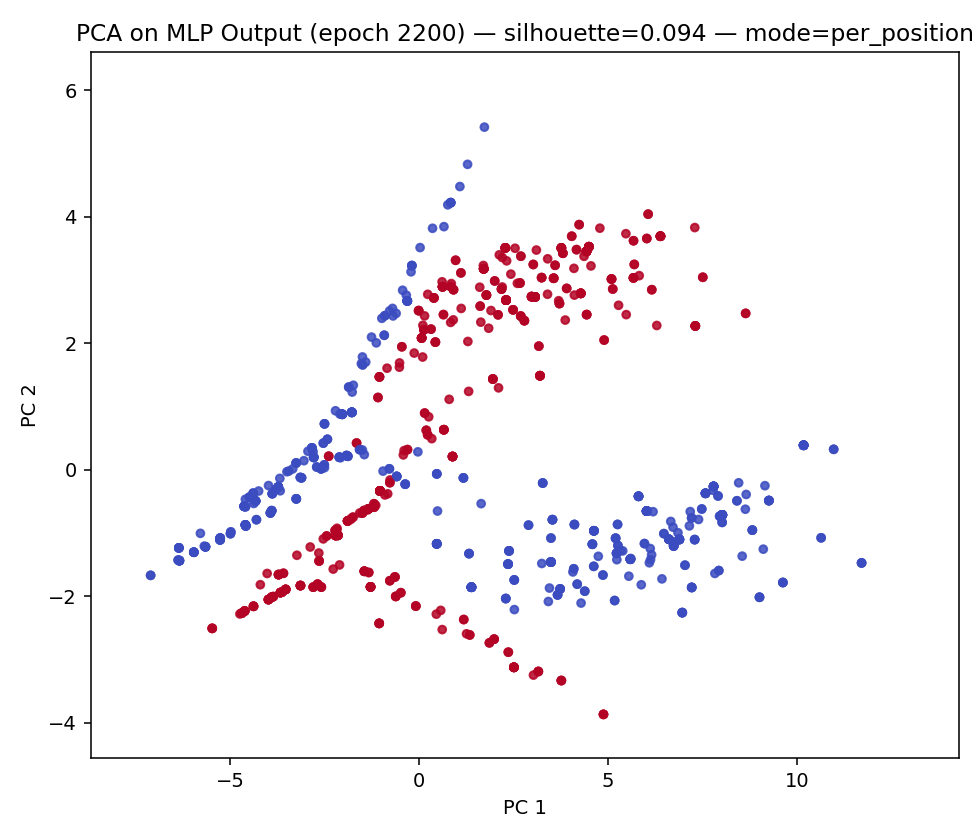 PCA on MLP Output (epoch 2200) — silhouette=0.094 — mode=per_position
6
4
2
0
−2
−4
PC 2
−5 0 5 10
PC 1